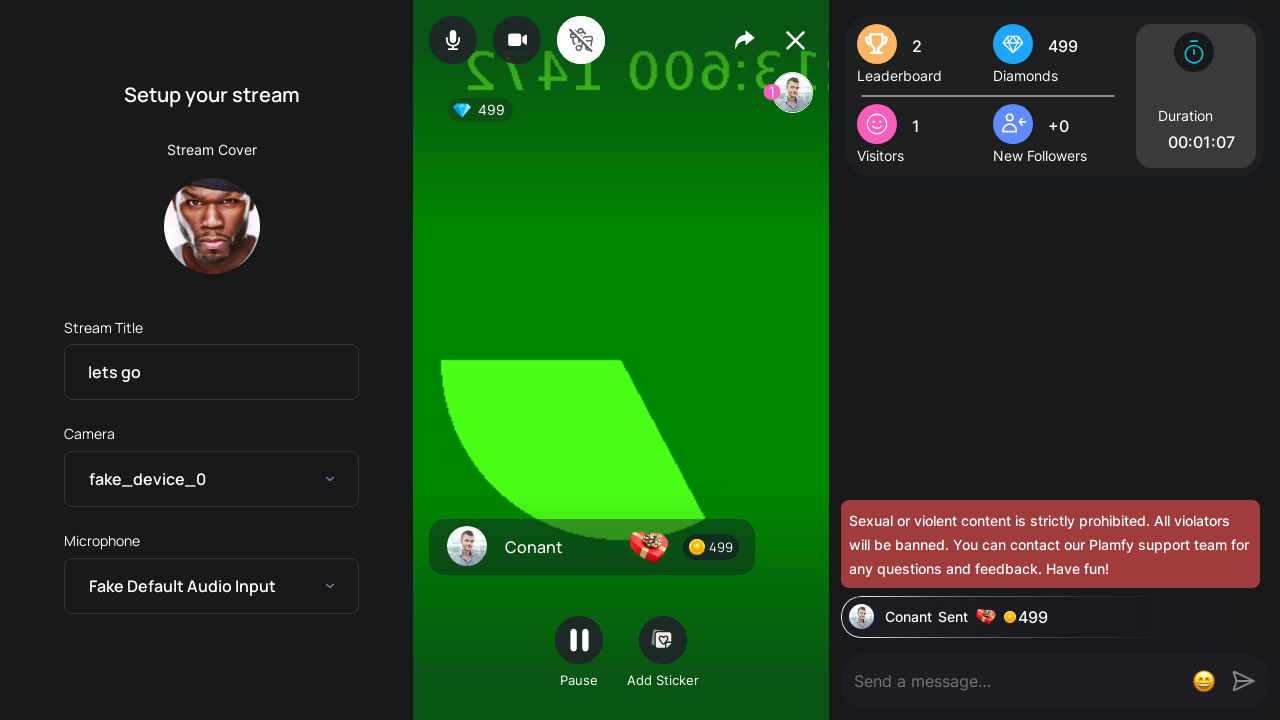 Setup your stream
Stream Cover
Stream Title
lets go
Camera
fake_device_0
Microphone
Fake Default Audio Input
499
1
Conant
499
Pause
Add Sticker
2
Leaderboard
499
Diamonds
1
Visitors
+0
New Followers
Duration
00:01:07
Sexual or violent content is strictly prohibited. All violators
will be banned. You can contact our Plamfy support team for
any questions and feedback. Have fun!
Conant Sent 499
Send a message...